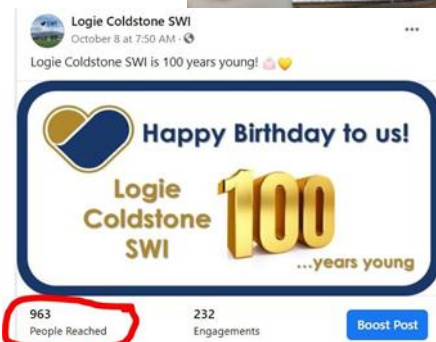 Logie Coldstone SWI
October 8 at 7:50 AM ·
Logie Coldstone SWI is 100 years young! 🎂💛
Happy Birthday to us!
Logie
Coldstone
SWI
100
...years young
963
People Reached
232
Engagements
Boost Post